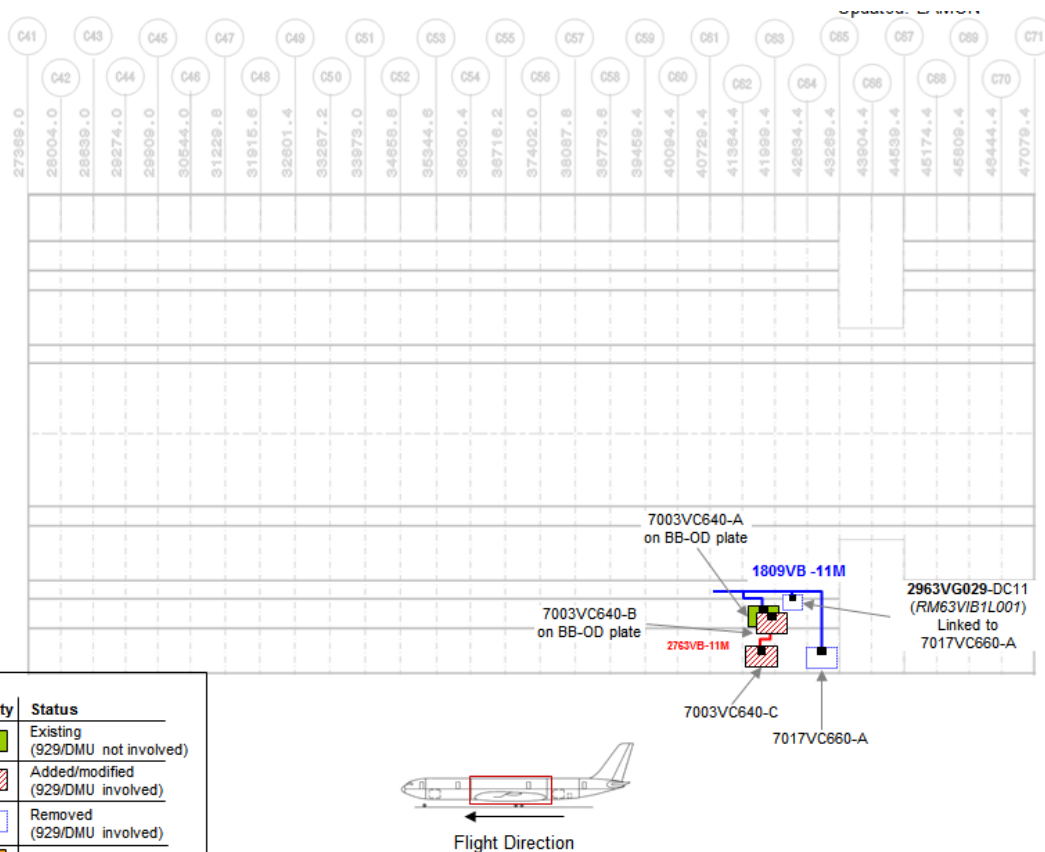 C41 C43 C45 C47 C49 C51 C53 C55 C57 C59 C61 C63 C65 C67 C69 C71
C42 C44 C46 C48 C50 C52 C54 C56 C58 C60 C62 C64 C66 C68 C70
27369.0
28004.0
28639.0
29274.0
29909.0
30544.0
31229.8
31915.6
32601.4
33287.2
33973.0
34658.8
35344.6
36030.4
36716.2
37402.0
38087.8
38773.6
39459.4
40094.4
40729.4
41364.4
41999.4
42634.4
43269.4
43904.4
44539.4
45174.4
45809.4
46444.4
47079.4
7003VC640-A
on BB-OD plate
1809VB -11M
2963VG029-DC11
(RM63VIB1L001)
Linked to
7017VC660-A
7003VC640-B
on BB-OD plate
2763VB-11M
7003VC640-C
7017VC660-A
ty Status
Existing
(929/DMU not involved)
Added/modified
(929/DMU involved)
Removed
(929/DMU involved)
Flight Direction